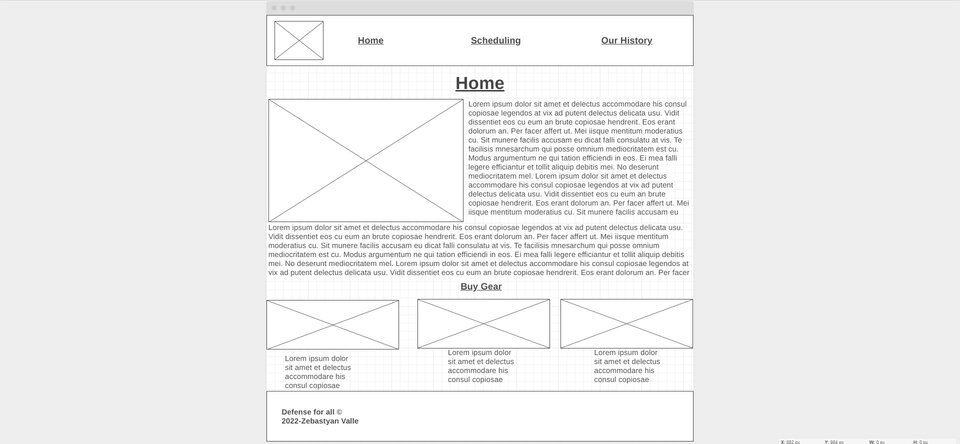 Home
Scheduling
Our History
Home
Lorem ipsum dolor sit amet et delectus accommodare his consul
copiosae legendos at vix ad putent delectus delicata usu. Vidit
dissentiet eos cu eum an brute copiosae hendrerit. Eos erant
dolorum an. Per facer affert ut. Mei iisque mentitum moderatius
cu. Sit munere facilis accusam eu dicat falli consulatu at vis. Te
facilisis mnesarchum qui posse omnium mediocritatem est cu.
Modus argumentum ne qui tation efficiendi in eos. Ei mea falli
legere efficiantur et tollit aliquip debitis mei. No deserunt
mediocritatem mel. Lorem ipsum dolor sit amet et delectus
accommodare his consul copiosae legendos at vix ad putent
delectus delicata usu. Vidit dissentiet eos cu eum an brute
copiosae hendrerit. Eos erant dolorum an. Per facer affert ut. Mei
iisque mentitum moderatius cu. Sit munere facilis accusam eu
Lorem ipsum dolor sit amet et delectus accommodare his consul copiosae legendos at vix ad putent delectus delicata usu.
Vidit dissentiet eos cu eum an brute copiosae hendrerit. Eos erant dolorum an. Per facer affert ut. Mei iisque mentitum
moderatius cu. Sit munere facilis accusam eu dicat falli consulatu at vis. Te facilisis mnesarchum qui posse omnium
mediocritatem est cu. Modus argumentum ne qui tation efficiendi in eos. Ei mea falli legere efficiantur et tollit aliquip debitis
mei. No deserunt mediocritatem mel. Lorem ipsum dolor sit amet et delectus accommodare his consul copiosae legendos at
vix ad putent delectus delicata usu. Vidit dissentiet eos cu eum an brute copiosae hendrerit. Eos erant dolorum an. Per facer
Buy Gear
Lorem ipsum dolor
sit amet et delectus
accommodare his
consul copiosae
Lorem ipsum dolor
sit amet et delectus
accommodare his
consul copiosae
Lorem ipsum dolor
sit amet et delectus
accommodare his
consul copiosae
Defense for all ©
2022-Zebastyan Valle